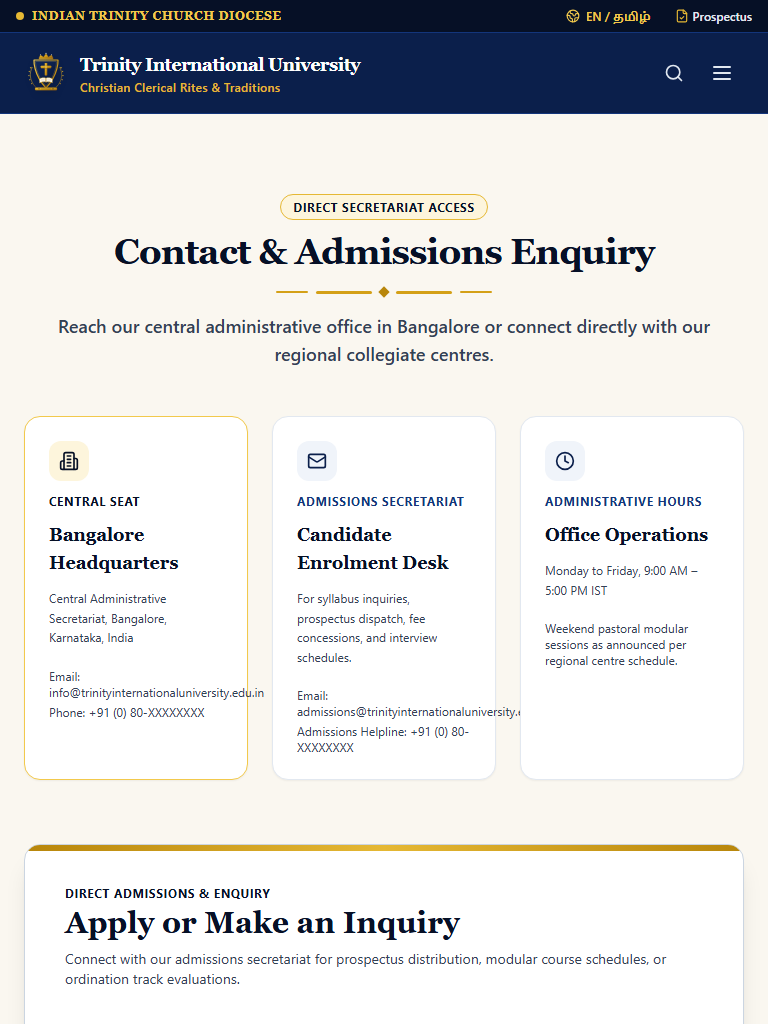 INDIAN TRINITY CHURCH DIOCESE
EN / தமிழ்
Prospectus
Trinity International University
Christian Clerical Rites & Traditions
DIRECT SECRETARIAT ACCESS
Contact & Admissions Enquiry
Reach our central administrative office in Bangalore or connect directly with our
regional collegiate centres.
CENTRAL SEAT
Bangalore
Headquarters
Central Administrative
Secretariat, Bangalore,
Karnataka, India
Email:
info@trinityinternationaluniversity.edu.in
Phone: +91 (0) 80-XXXXXXXX
ADMISSIONS SECRETARIAT
Candidate
Enrolment Desk
For syllabus inquiries,
prospectus dispatch, fee
concessions, and interview
schedules.
Email:
admissions@trinityinternationaluniversity.
Admissions Helpline: +91 (0) 80-
XXXXXXXX
ADMINISTRATIVE HOURS
Office Operations
Monday to Friday, 9:00 AM –
5:00 PM IST
Weekend pastoral modular
sessions as announced per
regional centre schedule.
DIRECT ADMISSIONS & ENQUIRY
Apply or Make an Inquiry
Connect with our admissions secretariat for prospectus distribution, modular course schedules, or
ordination track evaluations.